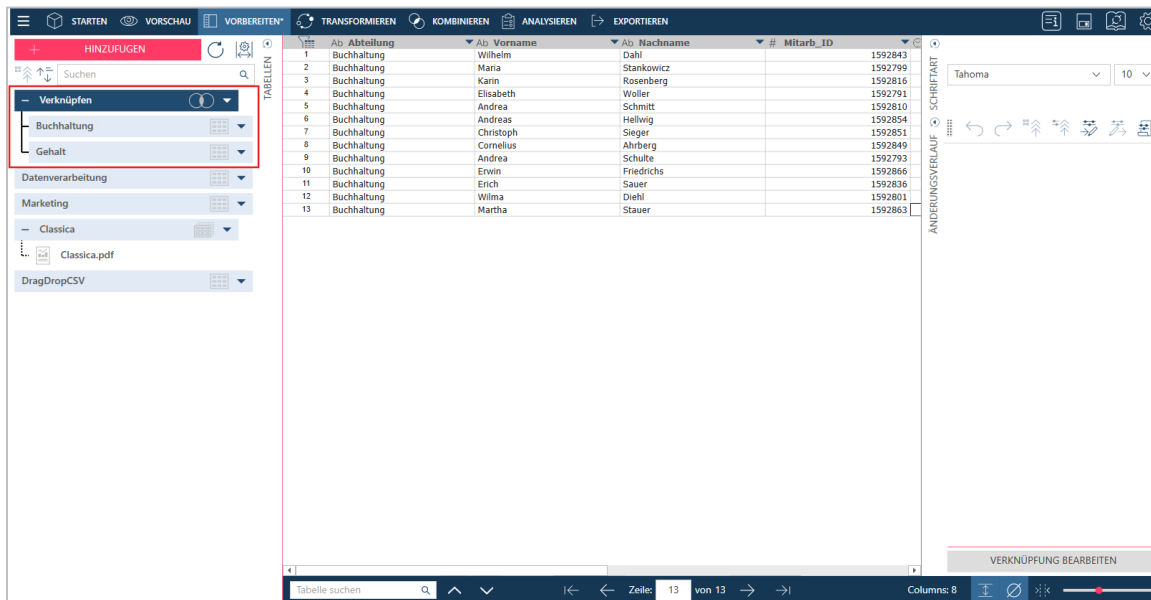 STARTEN VORSCHAU VORBEREITEN* TRANSFORMIEREN KOMBINIEREN ANALYSIEREN EXPORTIEREN
HINZUFÜGEN
Suchen
TABELLEN
Verknüpfen
Buchhaltung
Gehalt
Datenverarbeitung
Marketing
Classica
Classica.pdf
DragDropCSV
Ab Abteilung Ab Vorname Ab Nachname # Mitarb_ID
1 Buchhaltung Wilhelm Dahl 1592843
2 Buchhaltung Maria Stankowicz 1592799
3 Buchhaltung Karin Rosenberg 1592816
4 Buchhaltung Elisabeth Woller 1592791
5 Buchhaltung Andrea Schmitt 1592810
6 Buchhaltung Andreas Hellwig 1592854
7 Buchhaltung Christoph Sieger 1592851
8 Buchhaltung Cornelius Ahrberg 1592849
9 Buchhaltung Andrea Schulte 1592793
10 Buchhaltung Erwin Friedrichs 1592866
11 Buchhaltung Erich Sauer 1592836
12 Buchhaltung Wilma Diehl 1592801
13 Buchhaltung Martha Stauer 1592863
SCHRIFTART
Tahoma 10
ÄNDERUNGSVERLAUF
VERKNÜPFUNG BEARBEITEN
Tabelle suchen Zeile: 13 von 13 Columns: 8